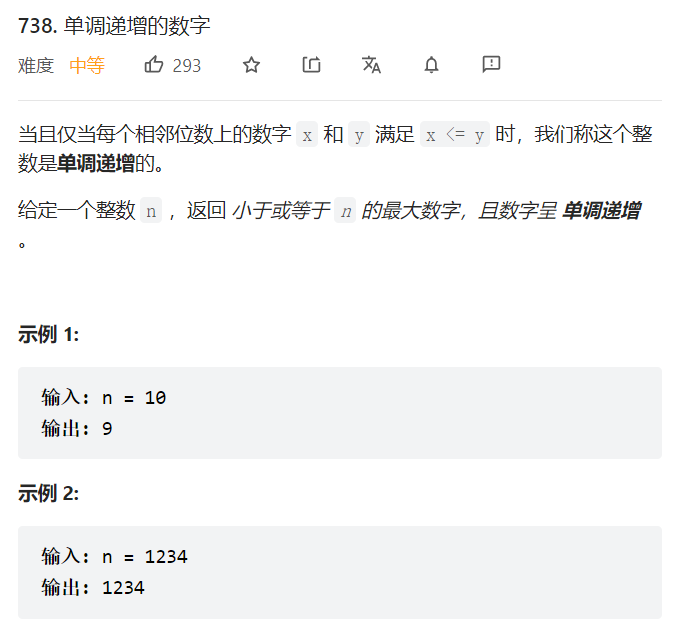 738. 单调递增的数字
难度 中等 293
当且仅当每个相邻位数上的数字 x 和 y 满足 x <= y 时，我们称这个整
数是单调递增的。
给定一个整数 n ，返回 小于或等于 n 的最大数字，且数字呈 单调递增
。
示例 1:
输入: n = 10
输出: 9
示例 2:
输入: n = 1234
输出: 1234